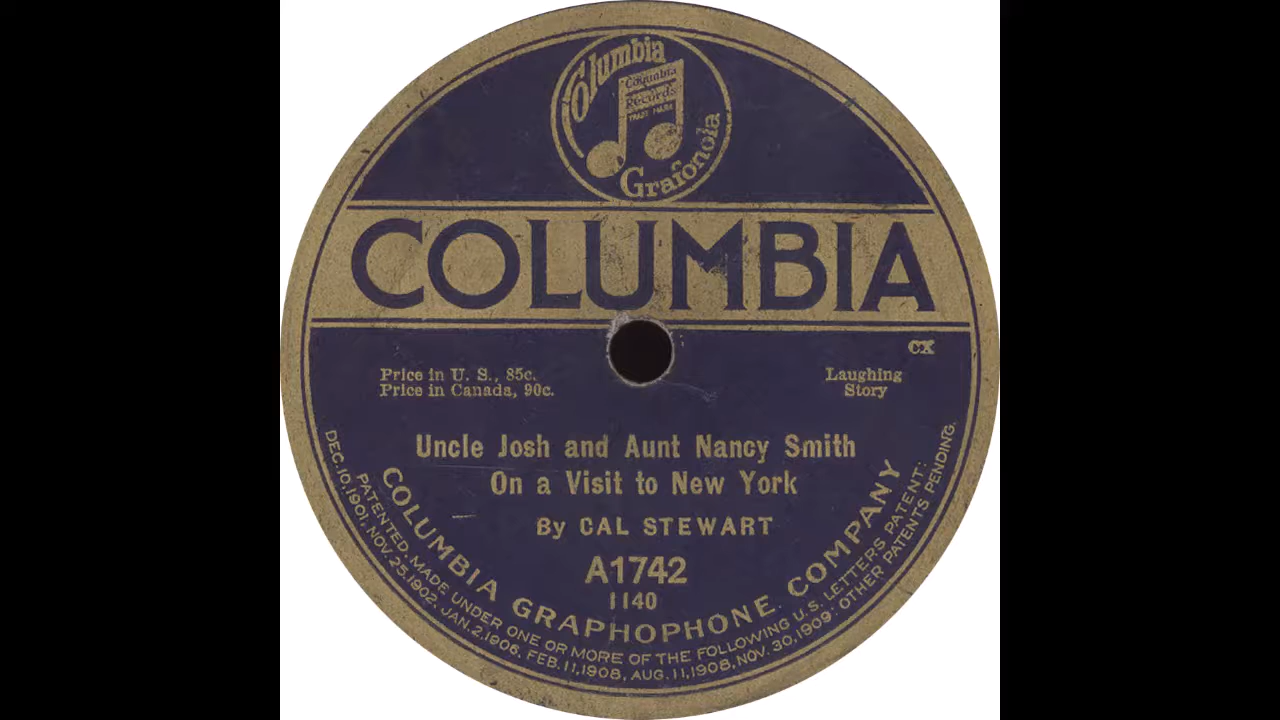 Columbia
Columbia
Records
TRADE MARK
Grafonola
COLUMBIA
CX
Price in U. S., 85c.
Price in Canada, 90c.
Laughing
Story
Uncle Josh and Aunt Nancy Smith
On a Visit to New York
By CAL STEWART
A1742
1140
COLUMBIA GRAPHOPHONE COMPANY
PATENTED, MADE UNDER ONE OR MORE OF THE FOLLOWING U.S. LETTERS PATENT:
DEC.10,1901, NOV.25,1902, JAN.2,1906, FEB.11,1908, AUG.11,1908, NOV.30,1909: OTHER PATENTS PENDING.